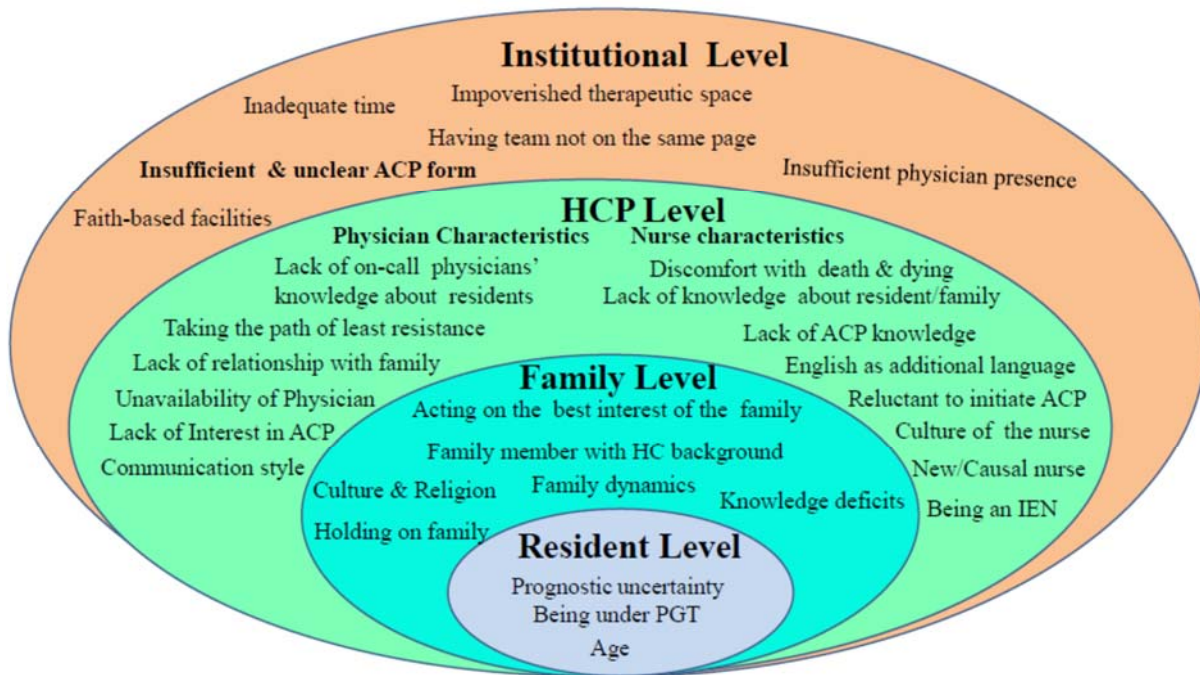 Institutional Level
Impoverished therapeutic space
Inadequate time
Having team not on the same page
Insufficient & unclear ACP form
Insufficient physician presence
Faith-based facilities
HCP Level
Physician Characteristics
Lack of on-call physicians’
knowledge about residents
Taking the path of least resistance
Lack of relationship with family
Unavailability of Physician
Lack of Interest in ACP
Communication style
Nurse characteristics
Discomfort with death & dying
Lack of knowledge about resident/family
Lack of ACP knowledge
English as additional language
Reluctant to initiate ACP
Culture of the nurse
New/Causal nurse
Being an IEN
Family Level
Acting on the best interest of the family
Family member with HC background
Family dynamics
Culture & Religion
Knowledge deficits
Holding on family
Resident Level
Prognostic uncertainty
Being under PGT
Age